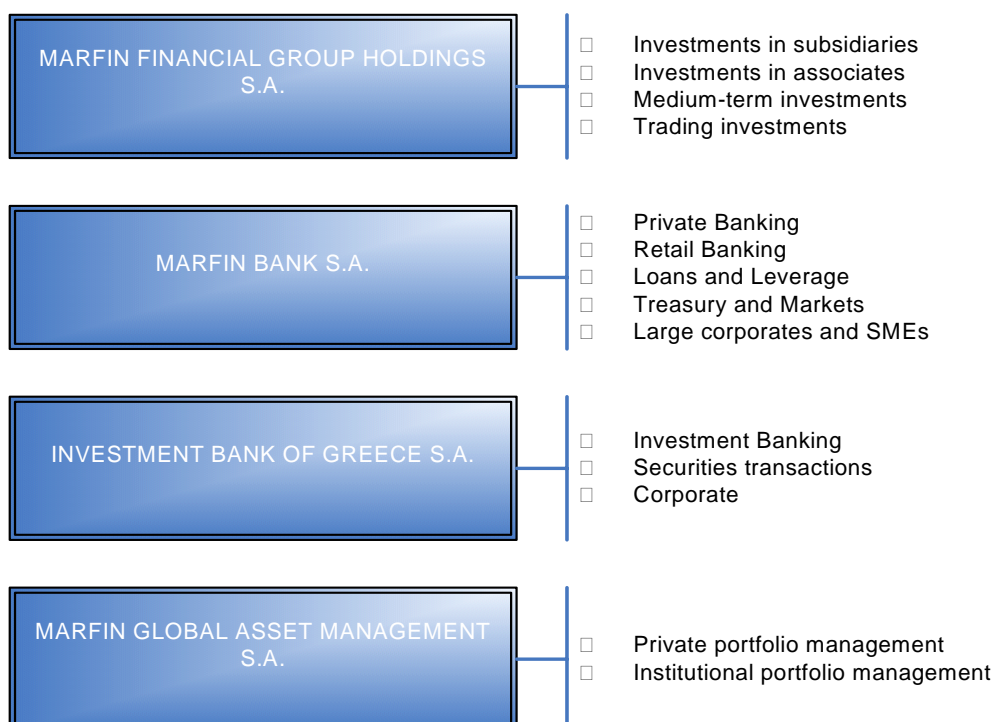 MARFIN FINANCIAL GROUP HOLDINGS
S.A.
Investments in subsidiaries
Investments in associates
Medium-term investments
Trading investments
MARFIN BANK S.A.
Private Banking
Retail Banking
Loans and Leverage
Treasury and Markets
Large corporates and SMEs
INVESTMENT BANK OF GREECE S.A.
Investment Banking
Securities transactions
Corporate
MARFIN GLOBAL ASSET MANAGEMENT
S.A.
Private portfolio management
Institutional portfolio management